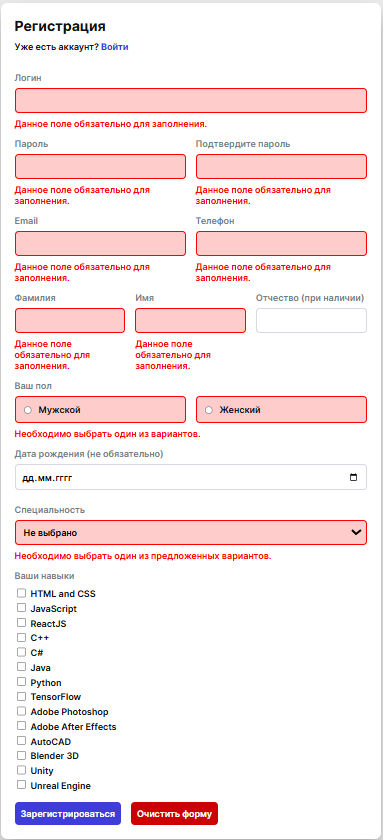 Регистрация
Уже есть аккаунт? Войти
Логин
Данное поле обязательно для заполнения.
Пароль
Подтвердите пароль
Данное поле обязательно для
заполнения.
Данное поле обязательно для
заполнения.
Email
Телефон
Данное поле обязательно для
заполнения.
Данное поле обязательно для
заполнения.
Фамилия
Имя
Отчество (при наличии)
Данное поле
обязательно для
заполнения.
Данное поле
обязательно для
заполнения.
Ваш пол
Мужской
Женский
Необходимо выбрать один из вариантов.
Дата рождения (не обязательно)
дд.мм.гггг
Специальность
Не выбрано
Необходимо выбрать один из предложенных вариантов.
Ваши навыки
HTML and CSS
JavaScript
ReactJS
C++
C#
Java
Python
TensorFlow
Adobe Photoshop
Adobe After Effects
AutoCAD
Blender 3D
Unity
Unreal Engine
Зарегистрироваться
Очистить форму